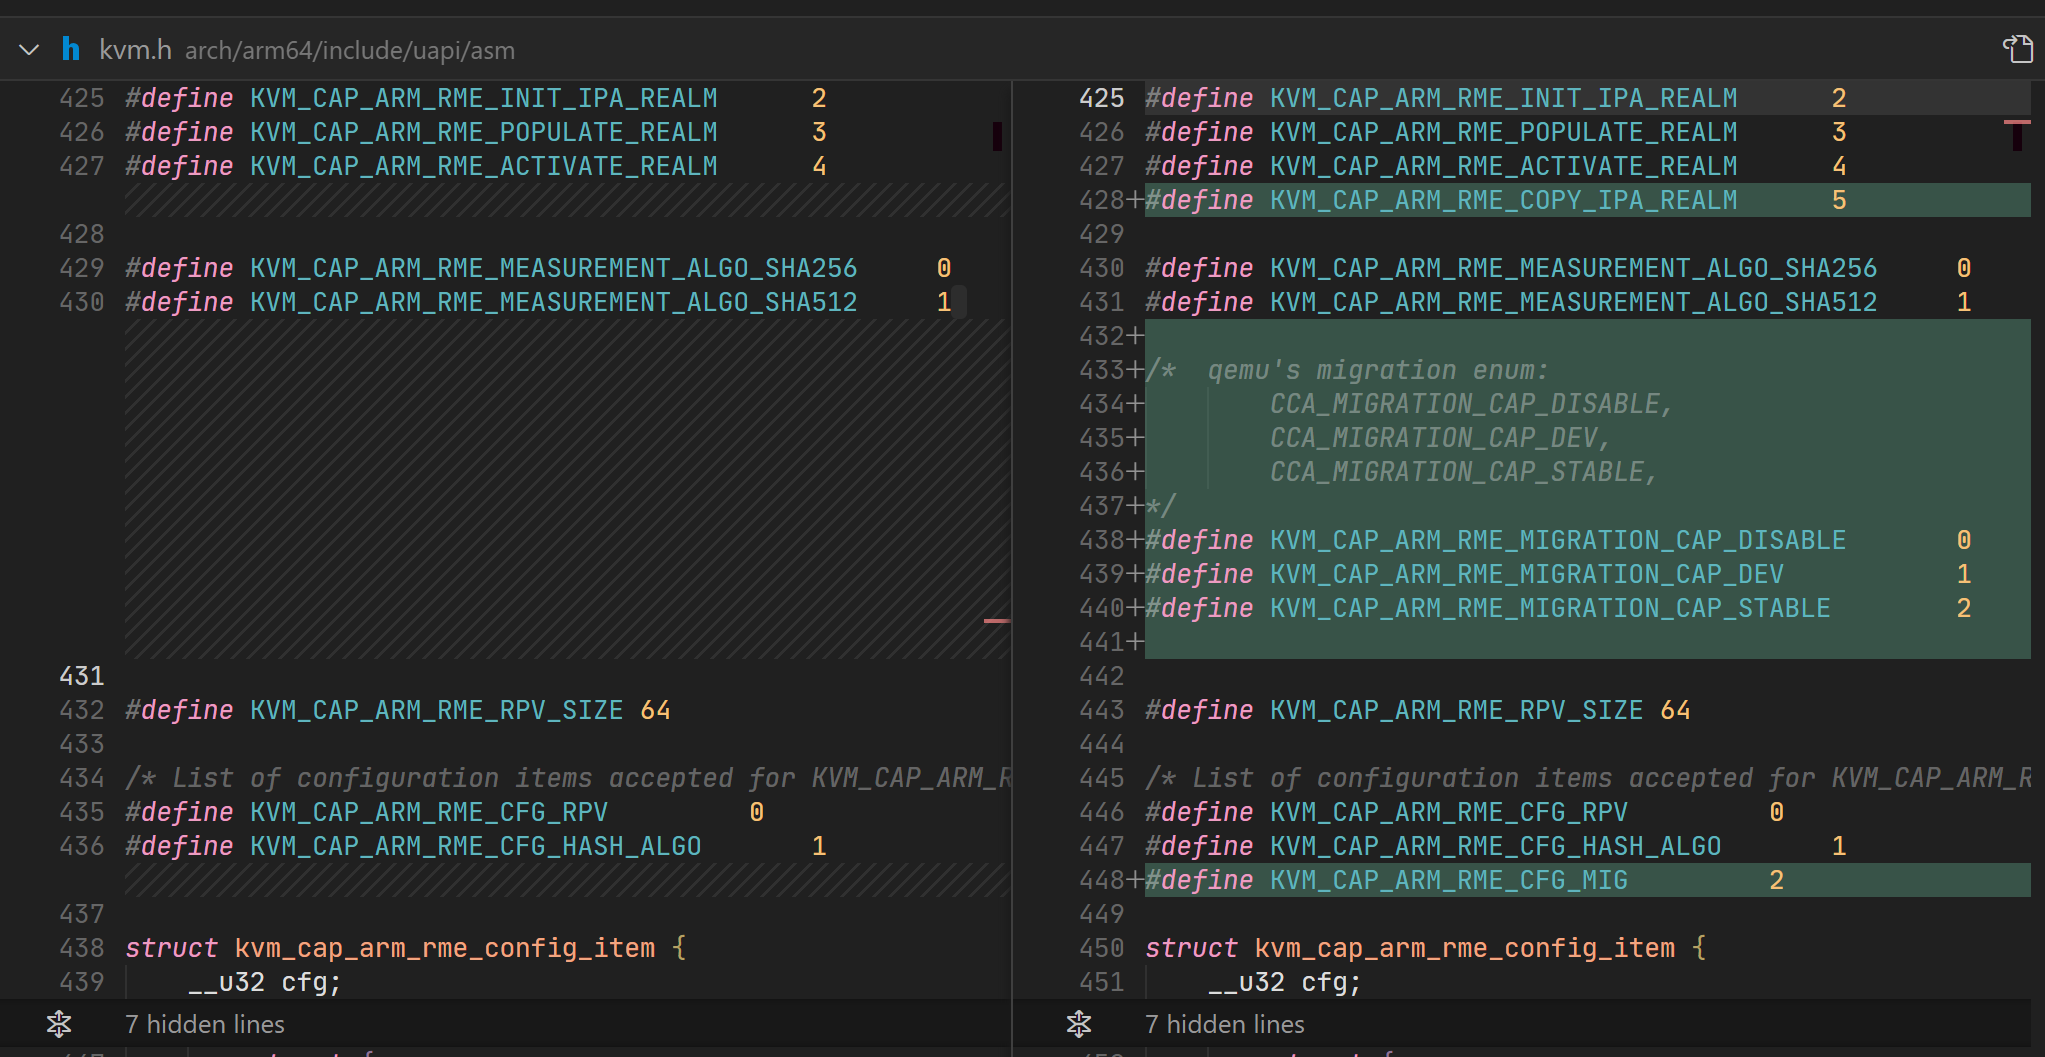 kvm.h arch/arm64/include/uapi/asm
425 #define KVM_CAP_ARM_RME_INIT_IPA_REALM 2
426 #define KVM_CAP_ARM_RME_POPULATE_REALM 3
427 #define KVM_CAP_ARM_RME_ACTIVATE_REALM 4
428
429 #define KVM_CAP_ARM_RME_MEASUREMENT_ALGO_SHA256 0
430 #define KVM_CAP_ARM_RME_MEASUREMENT_ALGO_SHA512 1
431
432 #define KVM_CAP_ARM_RME_RPV_SIZE 64
433
434 /* List of configuration items accepted for KVM_CAP_ARM_R
435 #define KVM_CAP_ARM_RME_CFG_RPV 0
436 #define KVM_CAP_ARM_RME_CFG_HASH_ALGO 1
437
438 struct kvm_cap_arm_rme_config_item {
439 __u32 cfg;
7 hidden lines
425 #define KVM_CAP_ARM_RME_INIT_IPA_REALM 2
426 #define KVM_CAP_ARM_RME_POPULATE_REALM 3
427 #define KVM_CAP_ARM_RME_ACTIVATE_REALM 4
428+ #define KVM_CAP_ARM_RME_COPY_IPA_REALM 5
429
430 #define KVM_CAP_ARM_RME_MEASUREMENT_ALGO_SHA256 0
431 #define KVM_CAP_ARM_RME_MEASUREMENT_ALGO_SHA512 1
432+
433+ /* qemu's migration enum:
434+ CCA_MIGRATION_CAP_DISABLE,
435+ CCA_MIGRATION_CAP_DEV,
436+ CCA_MIGRATION_CAP_STABLE,
437+ */
438+ #define KVM_CAP_ARM_RME_MIGRATION_CAP_DISABLE 0
439+ #define KVM_CAP_ARM_RME_MIGRATION_CAP_DEV 1
440+ #define KVM_CAP_ARM_RME_MIGRATION_CAP_STABLE 2
441+
442
443 #define KVM_CAP_ARM_RME_RPV_SIZE 64
444
445 /* List of configuration items accepted for KVM_CAP_ARM_R
446 #define KVM_CAP_ARM_RME_CFG_RPV 0
447 #define KVM_CAP_ARM_RME_CFG_HASH_ALGO 1
448+ #define KVM_CAP_ARM_RME_CFG_MIG 2
449
450 struct kvm_cap_arm_rme_config_item {
451 __u32 cfg;
7 hidden lines